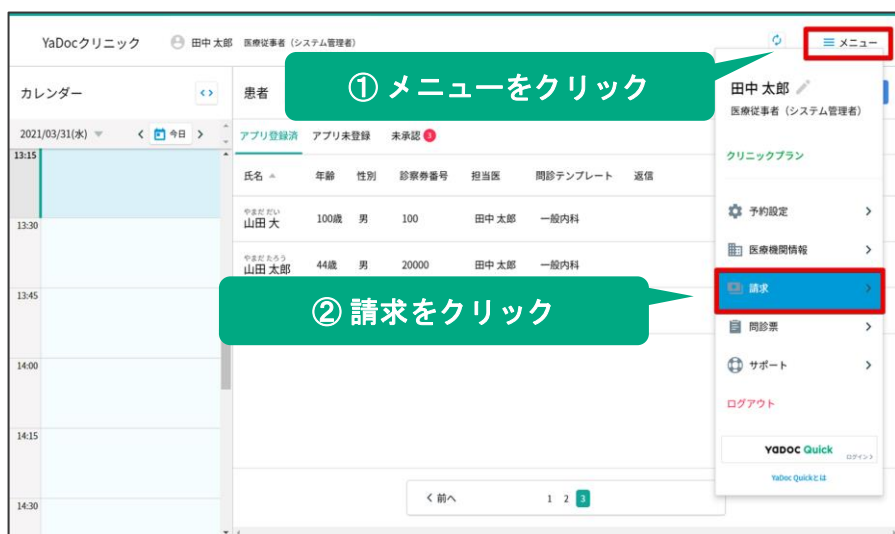 YaDocクリニック 田中 太郎 医療従事者（システム管理者） メニュー
① メニューをクリック
カレンダー
患者
2021/03/31(水) 今日
アプリ登録済 アプリ未登録 未承認 3
氏名 年齢 性別 診察券番号 担当医 問診テンプレート 返信
やまだ だい
山田 大 100歳 男 100 田中 太郎 一般内科
やまだ たろう
山田 太郎 44歳 男 20000 田中 太郎 一般内科
② 請求をクリック
13:15
13:30
13:45
14:00
14:15
14:30
< 前へ 1 2 3
田中 太郎
医療従事者（システム管理者）
クリニックプラン
予約設定
医療機関情報
請求
問診票
サポート
ログアウト
YaDoc Quick ログイン >
YaDoc Quickとは